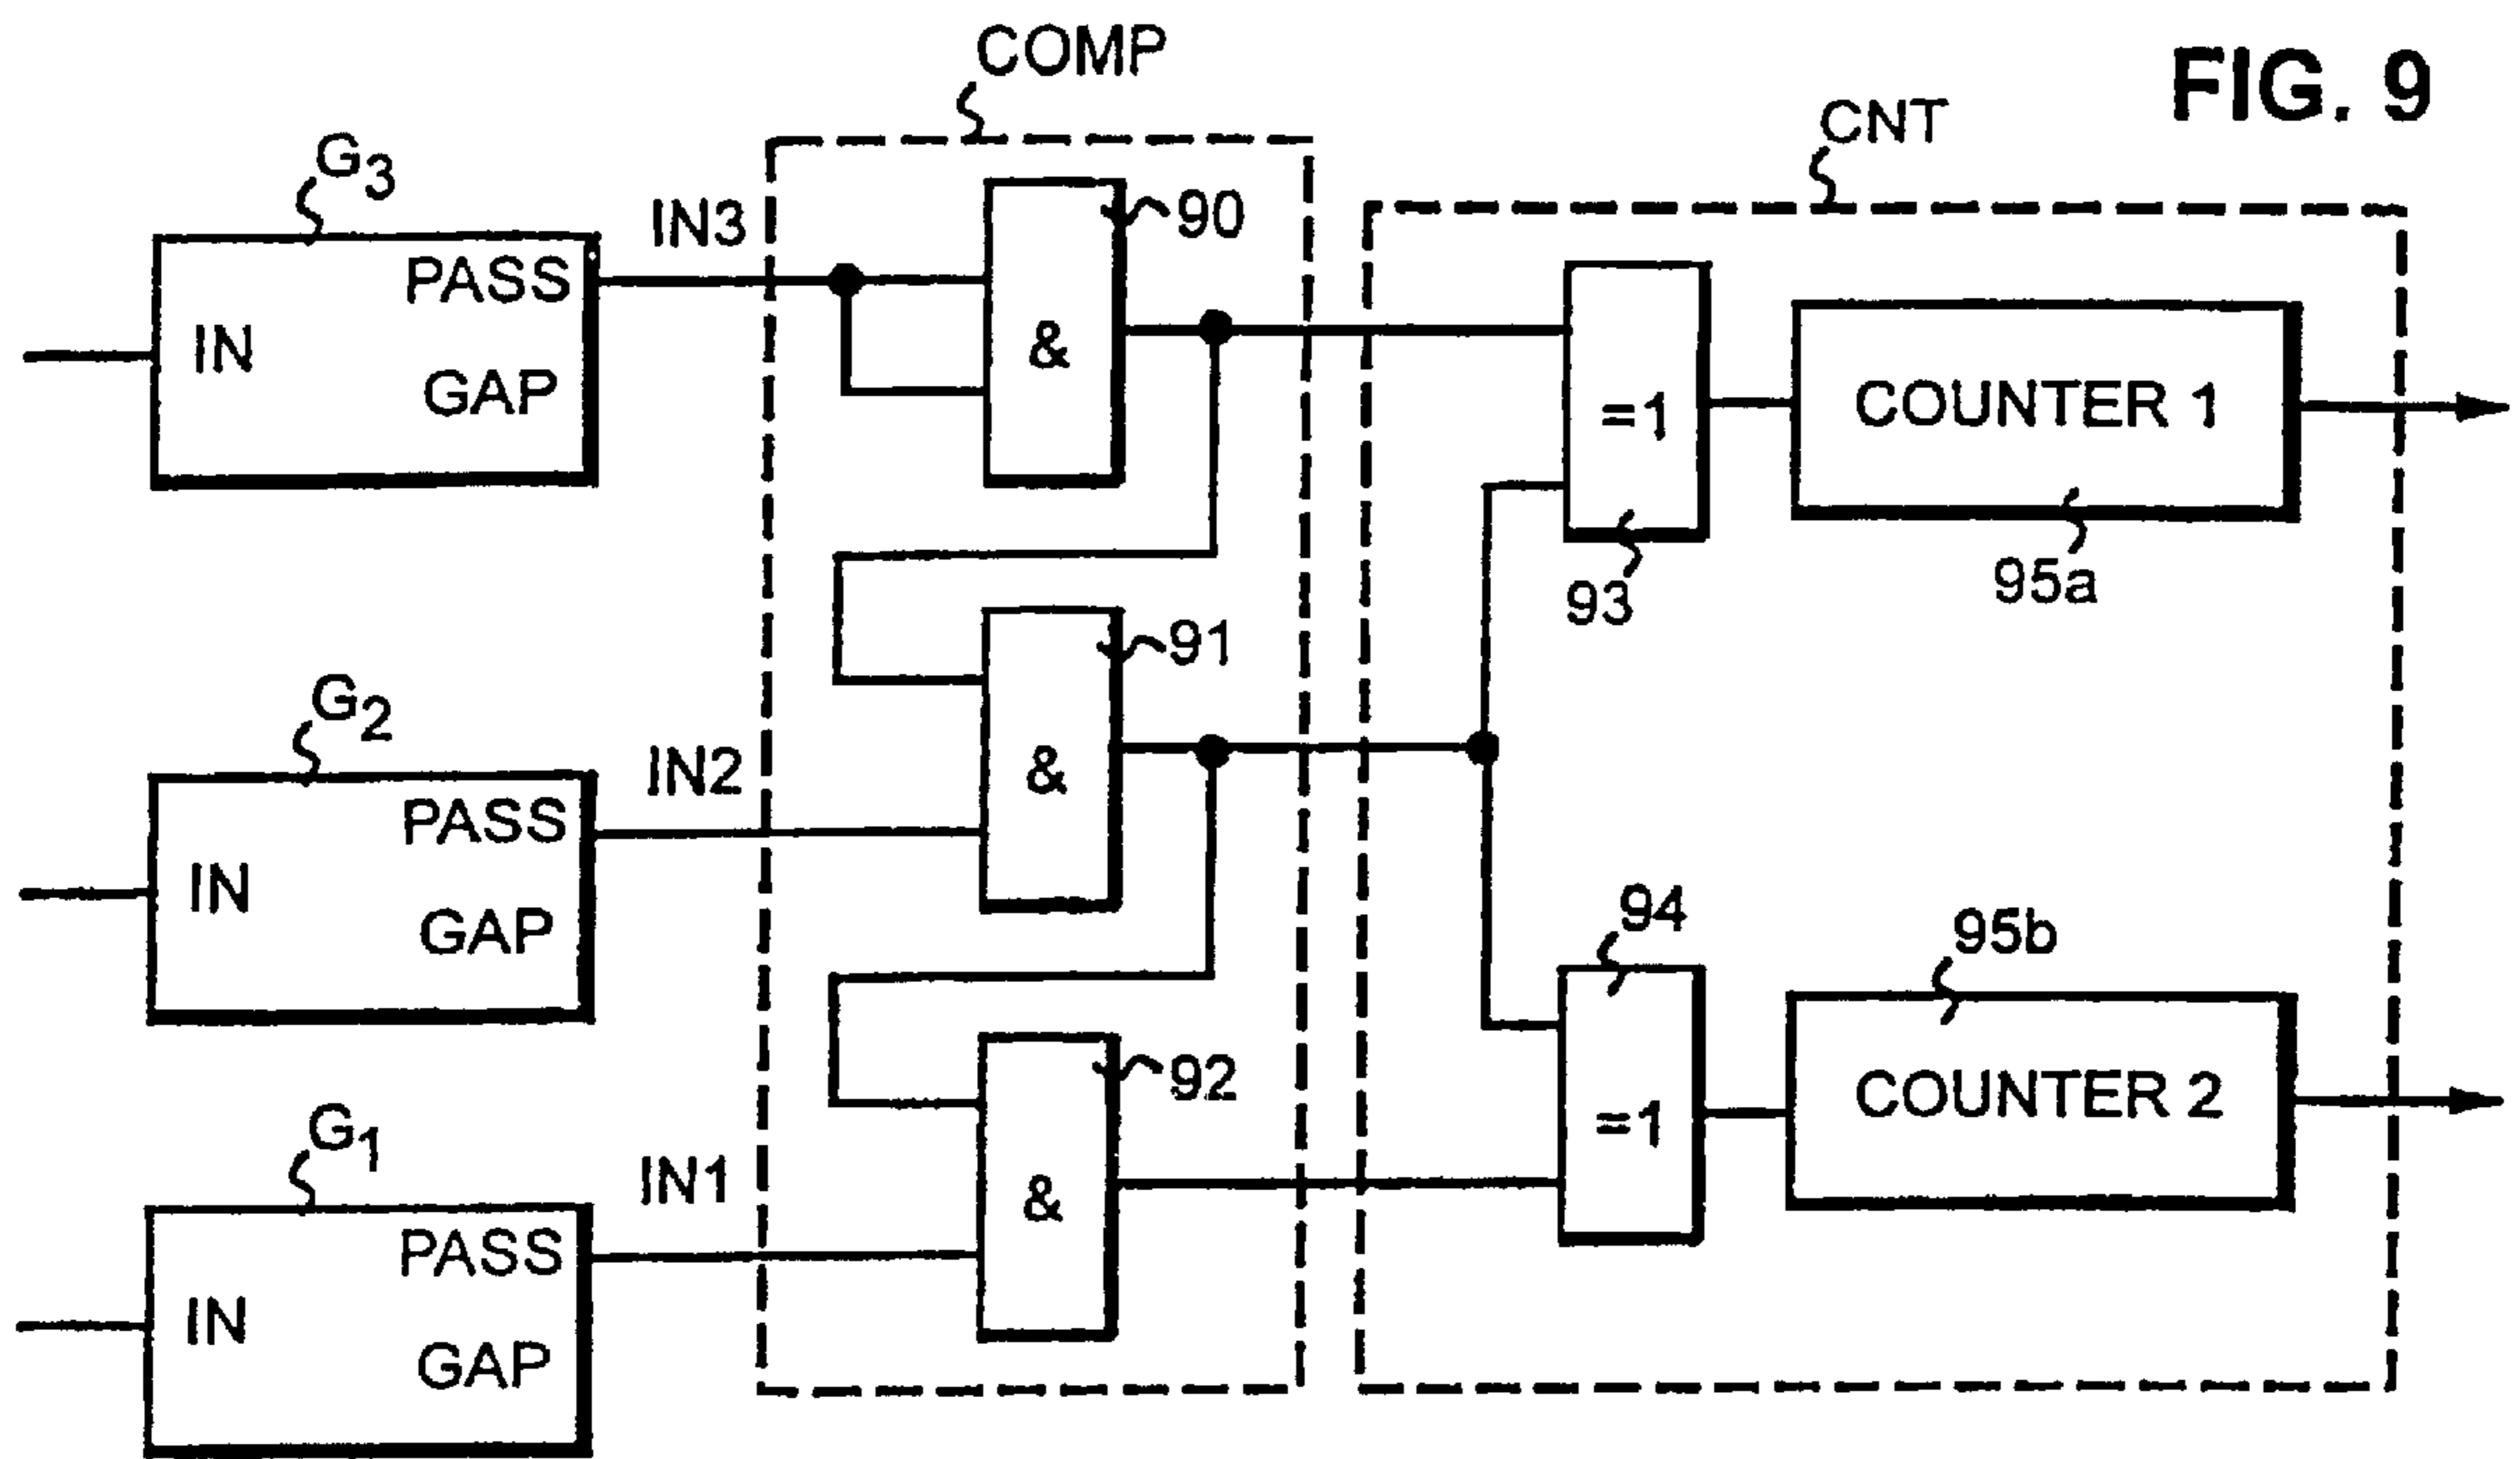 FIG. 9
COMP
CNT
G3
PASS
IN
GAP
IN3
90
&
=1
93
COUNTER 1
95a
G2
PASS
IN
GAP
IN2
91
&
G1
PASS
IN
GAP
IN1
92
&
94
=1
95b
COUNTER 2